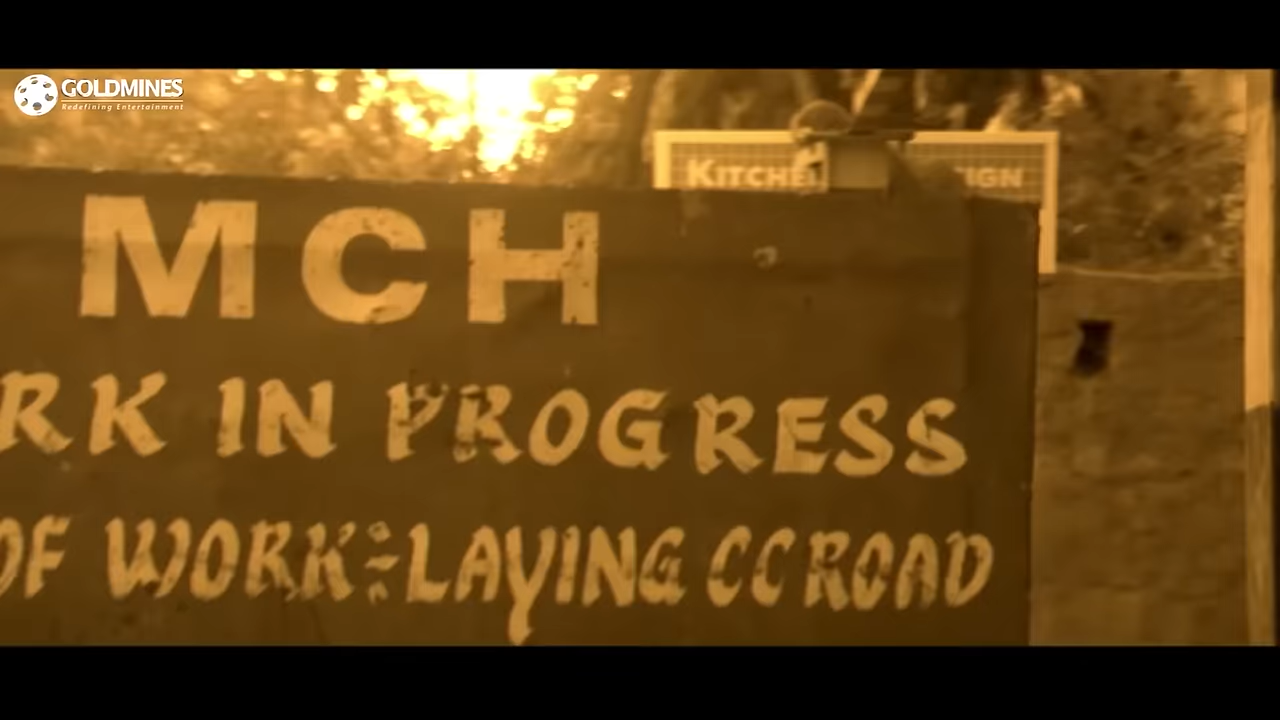 GOLDMINES
Redefining Entertainment
KITCHE
IGN
MCH
RK IN PROGRESS
OF WORK:-LAYING CC ROAD